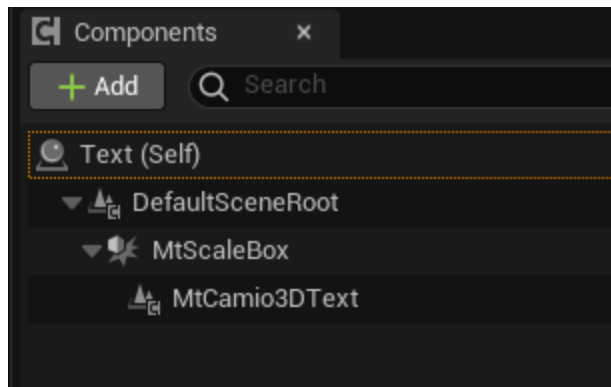 Components
Add
Search
Text (Self)
DefaultSceneRoot
MtScaleBox
MtCamio3DText